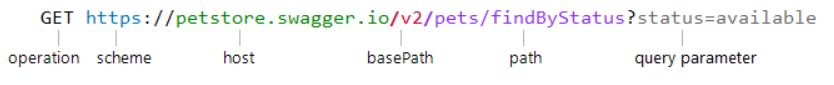 GET https://petstore.swagger.io/v2/pets/findByStatus?status=available
operation scheme host basePath path query parameter